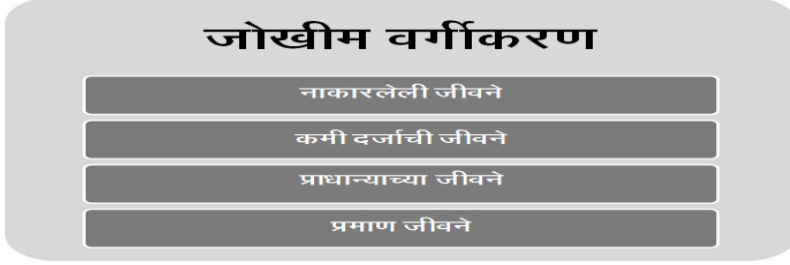 जोखीम वर्गीकरण
नाकारलेली जीवने
कमी दर्जाची जीवने
प्राधान्याच्या जीवने
प्रमाण जीवने